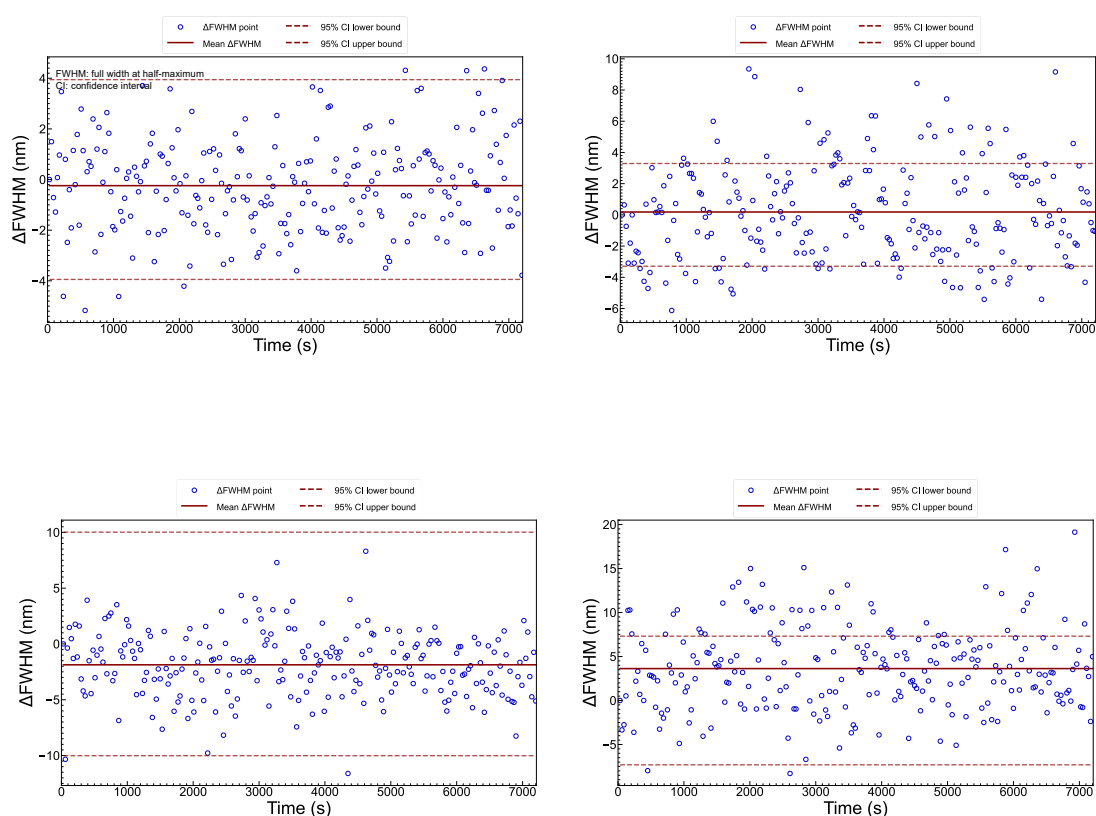 ΔFWHM point
95% CI lower bound
Mean ΔFWHM
95% CI upper bound
FWHM: full width at half-maximum
CI: confidence interval
ΔFWHM (nm)
4
2
0
−2
−4
0
1000
2000
3000
4000
5000
6000
7000
Time (s)
ΔFWHM point
95% CI lower bound
Mean ΔFWHM
95% CI upper bound
ΔFWHM (nm)
10
8
6
4
2
0
−2
−4
−6
0
1000
2000
3000
4000
5000
6000
7000
Time (s)
ΔFWHM point
95% CI lower bound
Mean ΔFWHM
95% CI upper bound
ΔFWHM (nm)
10
5
0
−5
−10
0
1000
2000
3000
4000
5000
6000
7000
Time (s)
ΔFWHM point
95% CI lower bound
Mean ΔFWHM
95% CI upper bound
ΔFWHM (nm)
20
15
10
5
0
−5
0
1000
2000
3000
4000
5000
6000
7000
Time (s)